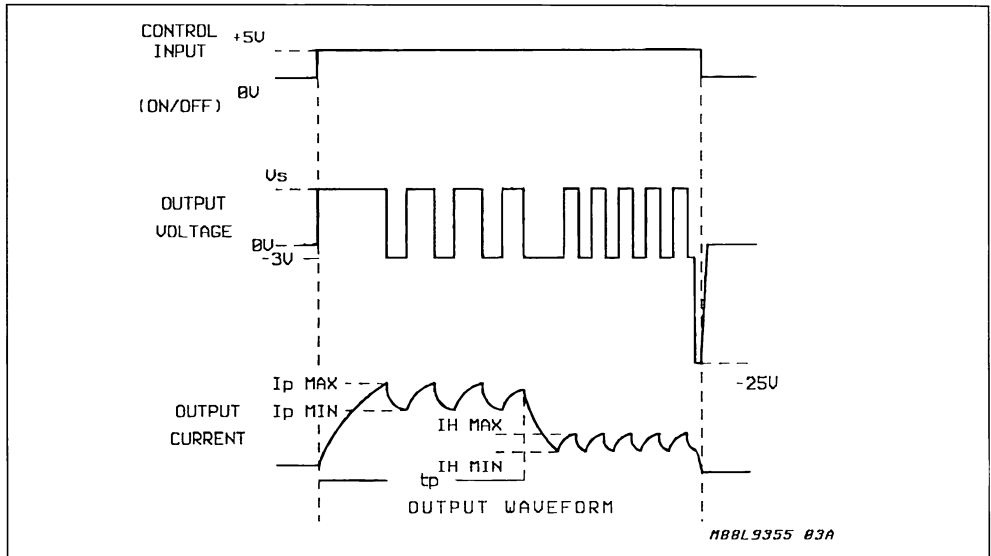 CONTROL +5V
INPUT
(ON/OFF) 0V
Vs
OUTPUT
VOLTAGE
0V
-3V
-25V
Ip MAX
Ip MIN
OUTPUT
CURRENT
IH MAX
IH MIN
tp
OUTPUT WAVEFORM
M88L9355 03A